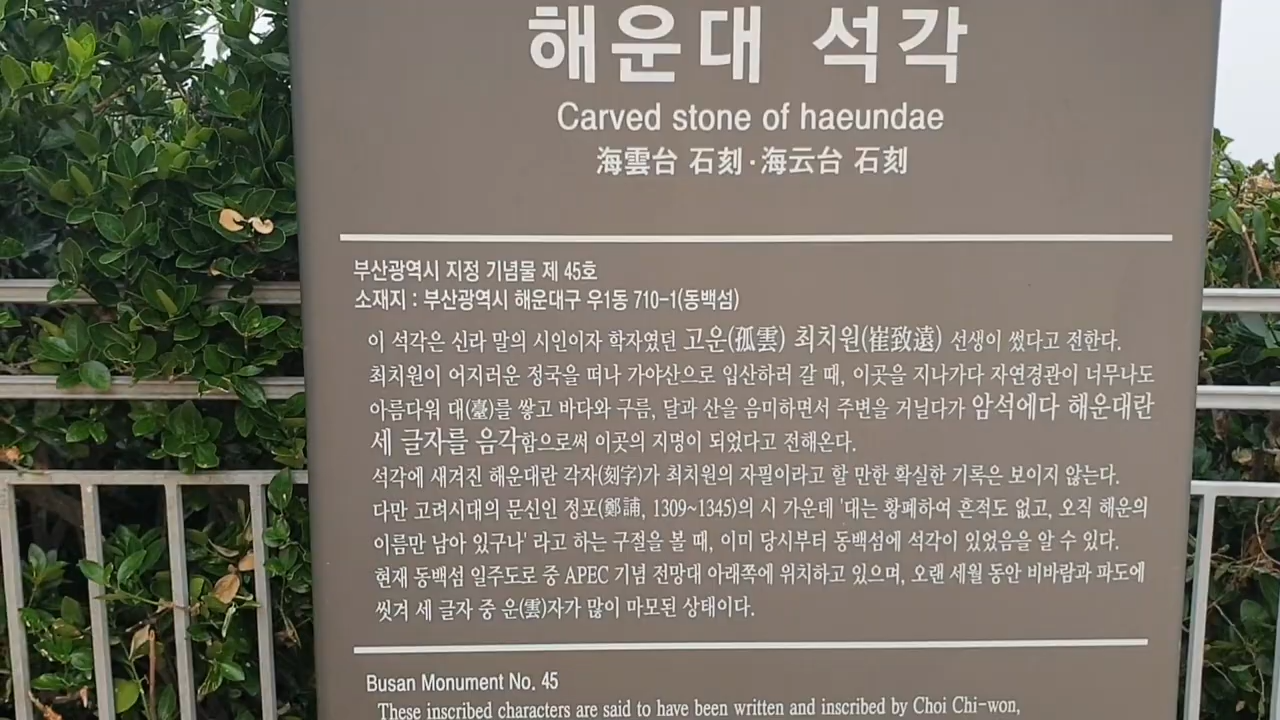 해운대 석각
Carved stone of haeundae
海雲台 石刻·海云台 石刻
부산광역시 지정 기념물 제 45호
소재지 : 부산광역시 해운대구 우1동 710-1(동백섬)
이 석각은 신라 말의 시인이자 학자였던 고운(孤雲) 최치원(崔致遠) 선생이 썼다고 전한다.
최치원이 어지러운 정국을 떠나 가야산으로 입산하러 갈 때, 이곳을 지나가다 자연경관이 너무나도
아름다워 대(臺)를 쌓고 바다와 구름, 달과 산을 음미하면서 주변을 거닐다가 암석에다 해운대란
세 글자를 음각함으로써 이곳의 지명이 되었다고 전해온다.
석각에 새겨진 해운대란 각자(刻字)가 최치원의 자필이라고 할 만한 확실한 기록은 보이지 않는다.
다만 고려시대의 문신인 정포(鄭誧, 1309~1345)의 시 가운데 '대는 황폐하여 흔적도 없고, 오직 해운의
이름만 남아 있구나' 라고 하는 구절을 볼 때, 이미 당시부터 동백섬에 석각이 있었음을 알 수 있다.
현재 동백섬 일주도로 중 APEC 기념 전망대 아래쪽에 위치하고 있으며, 오랜 세월 동안 비바람과 파도에
씻겨 세 글자 중 운(雲)자가 많이 마모된 상태이다.
Busan Monument No. 45
These inscribed characters are said to have been written and inscribed by Choi Chi-won,